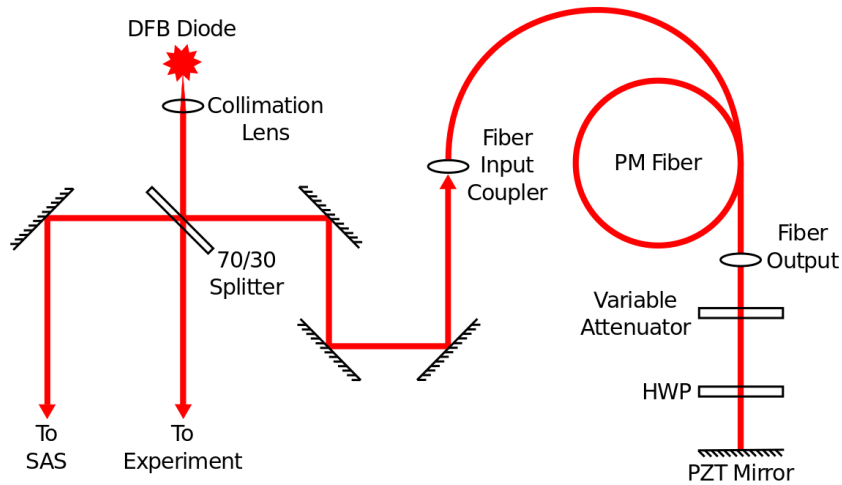 DFB Diode
Collimation
Lens
70/30
Splitter
To
SAS
To
Experiment
Fiber
Input
Coupler
PM Fiber
Fiber
Output
Variable
Attenuator
HWP
PZT Mirror